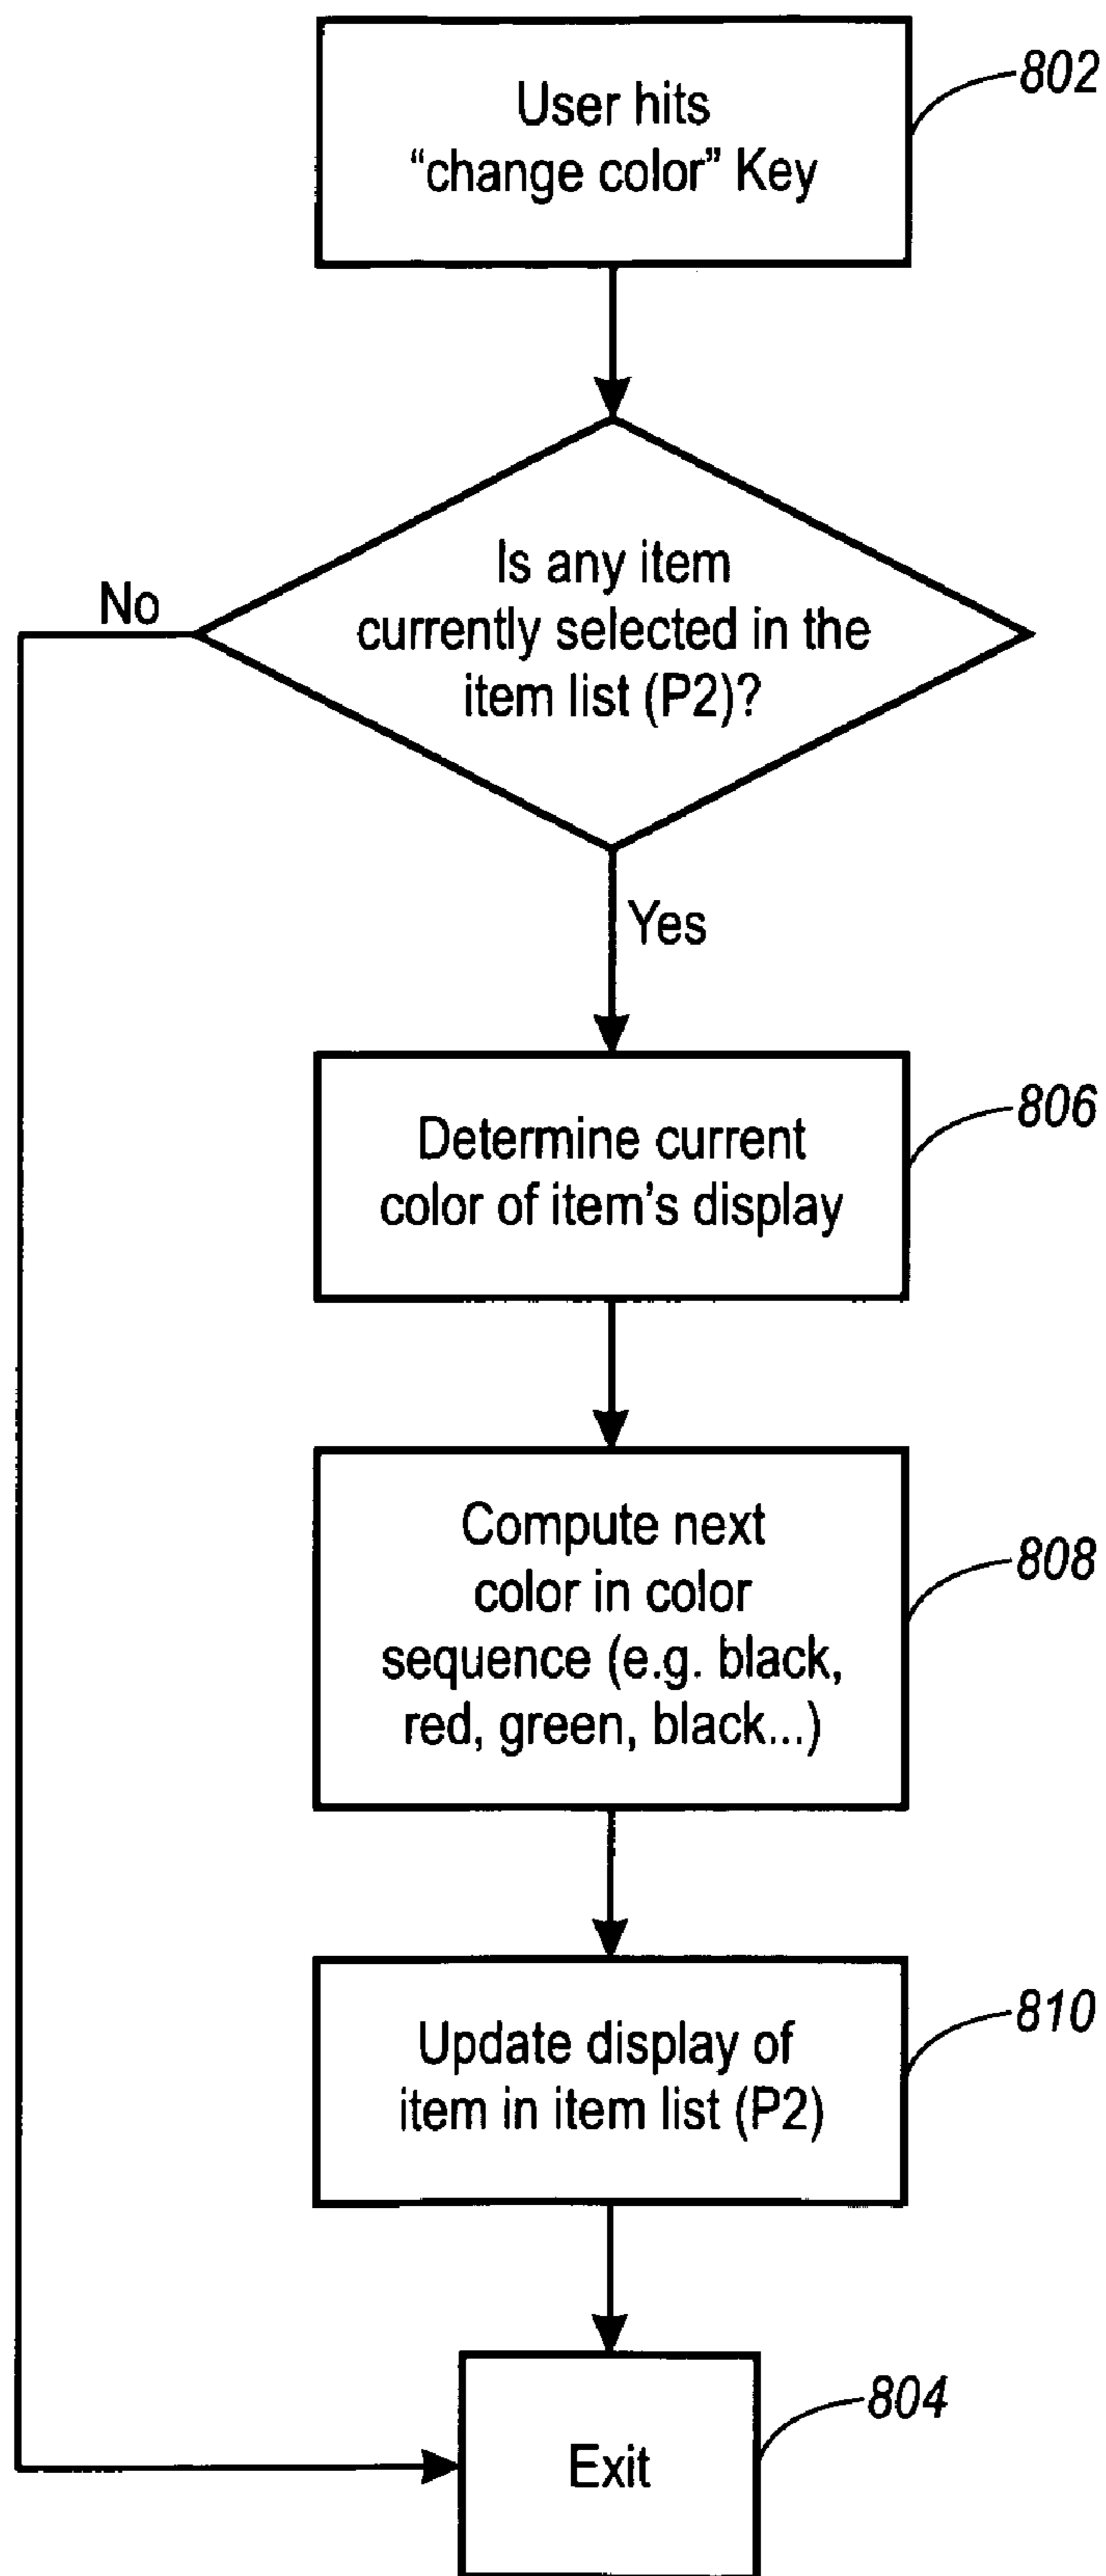 User hits
“change color” Key
802
Is any item
currently selected in the
item list (P2)?
No
Yes
Determine current
color of item’s display
806
Compute next
color in color
sequence (e.g. black,
red, green, black...)
808
Update display of
item in item list (P2)
810
Exit
804